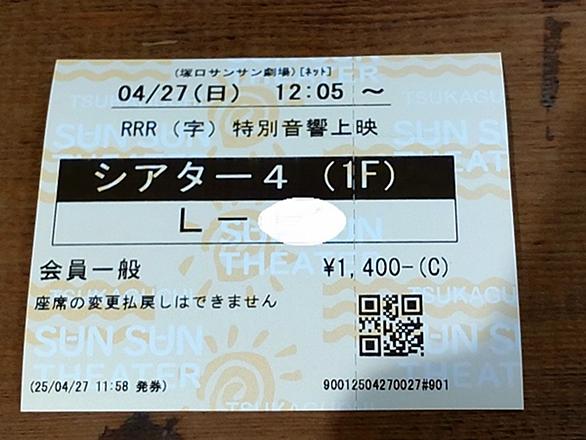 (塚口サンサン劇場)[ネット]
04/27(日) 12:05 ~
RRR(字)特別音響上映
シアター4 (1F)
L-
会員一般
¥1,400-(C)
座席の変更払戻しはできません
(25/04/27 11:58 発券)
90012504270027#901
TSUKAGUCHI
SUN SUN
THEATER